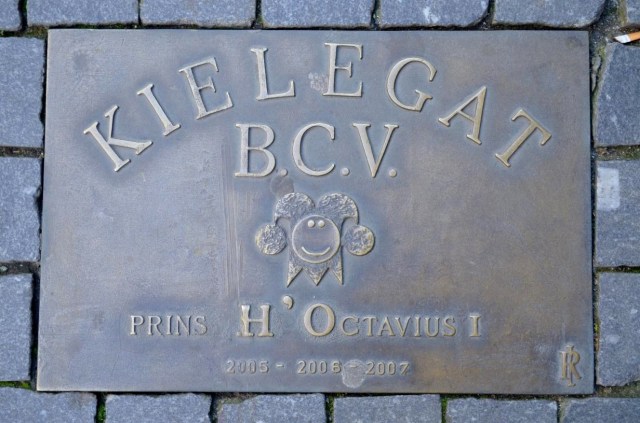 KIELEGAT
B.C.V.
PRINS H'OCTAVIUS I
2005 - 2006 - 2007